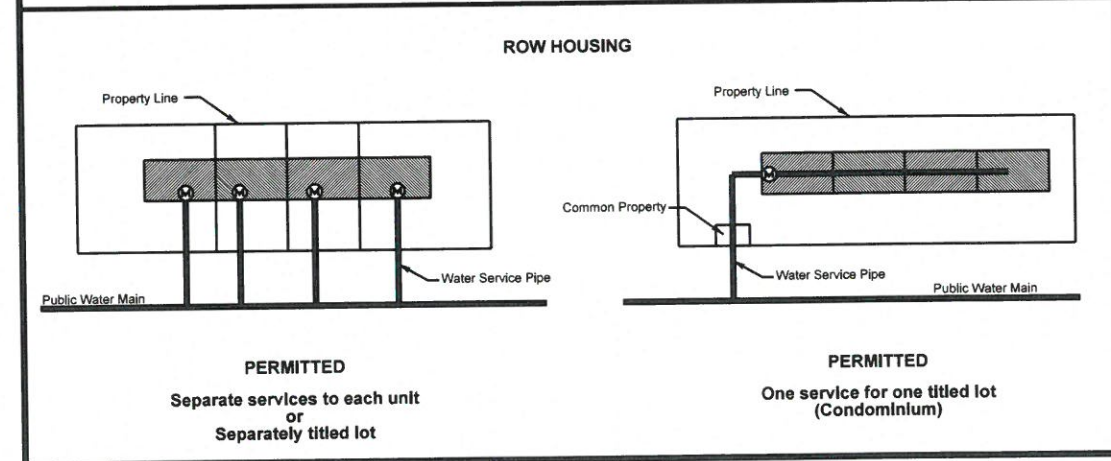 ROW HOUSING
Property Line
M
M
M
M
Water Service Pipe
Public Water Main
PERMITTED
Separate services to each unit
or
Separately titled lot
Property Line
M
Common Property
Water Service Pipe
Public Water Main
PERMITTED
One service for one titled lot
(Condominium)